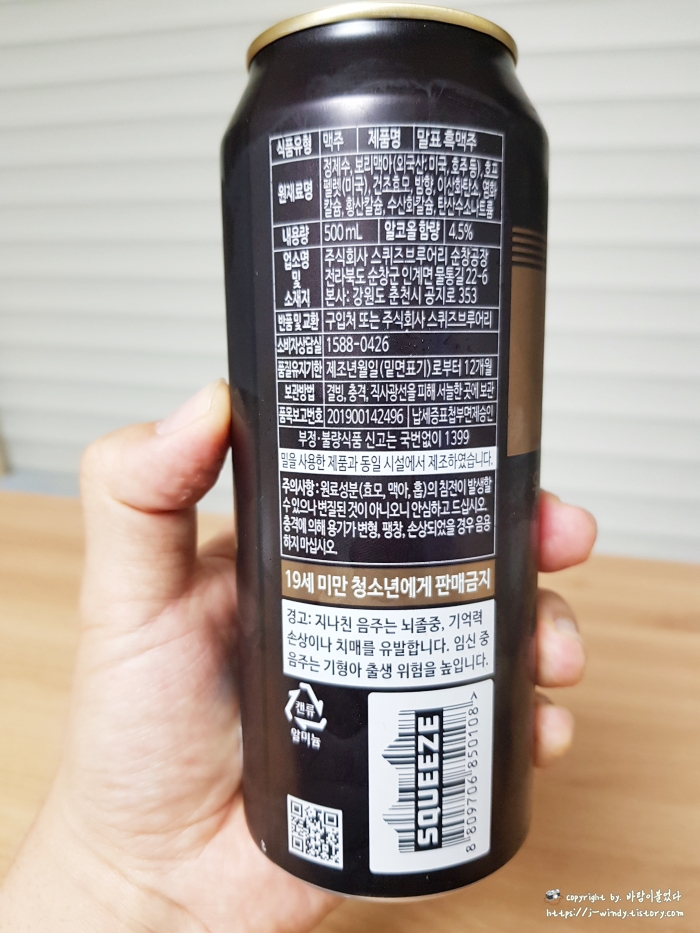 식품유형 맥주 제품명 말표 흑맥주
원재료명 정제수, 보리맥아(외국산; 미국, 호주 등), 호프
펠렛(미국), 건조효모, 발향, 이산화탄소, 염화
칼슘, 황산칼슘, 수산화칼슘, 탄산수소나트륨
내용량 500 mL 알코올 함량 4.5%
업소명 및 소재지 주식회사 스퀴즈브루어리 순창공장
전라북도 순창군 인계면 물통길 22-6
본사: 강원도 춘천시 공지로 353
반품 및 교환 구입처 또는 주식회사 스퀴즈브루어리
소비자상담실 1588-0426
품질유지기한 제조년월일(밑면표기)로부터 12개월
보관방법 결빙, 충격, 직사광선을 피해 서늘한 곳에 보관
품목보고번호 201900142496 납세증표첩부면제승인
부정·불량식품 신고는 국번없이 1399
밀을 사용한 제품과 동일 시설에서 제조하였습니다.
주의사항 : 원료성분(효모, 맥아, 홉)의 침전이 발생할
수 있으나 변질된 것이 아니오니 안심하고 드십시오.
충격에 의해 용기가 변형, 팽창, 손상되었을 경우 음용
하지 마십시오.
19세 미만 청소년에게 판매금지
경고: 지나친 음주는 뇌졸중, 기억력
손상이나 치매를 유발합니다. 임신 중
음주는 기형아 출생 위험을 높입니다.
캔류
알미늄
SQUEEZE
8 809706 850108 >
copyright by. 바람이불었다
https://j-windy.tistory.com